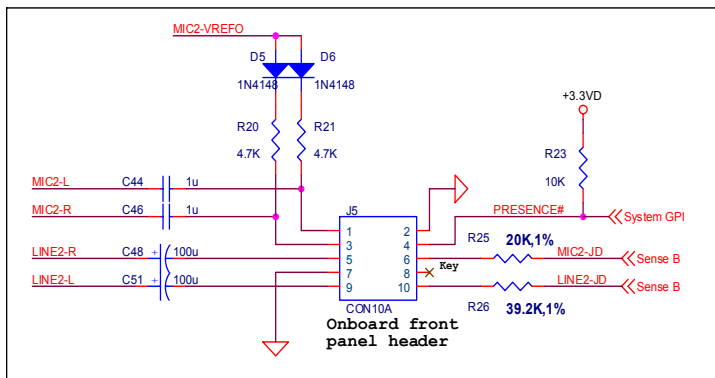 MIC2-VREFO
D5 D6
1N4148 1N4148
+3.3VD
R20 R21
4.7K 4.7K
R23
10K
MIC2-L C44 1u
MIC2-R C46 1u
J5
PRESENCE# System GPI
1 2
3 4
R25 20K,1%
LINE2-R C48 + 100u
5 6
MIC2-JD Sense B
7 8 Key
LINE2-L C51 + 100u
9 10
LINE2-JD Sense B
CON10A
R26 39.2K,1%
Onboard front
panel header